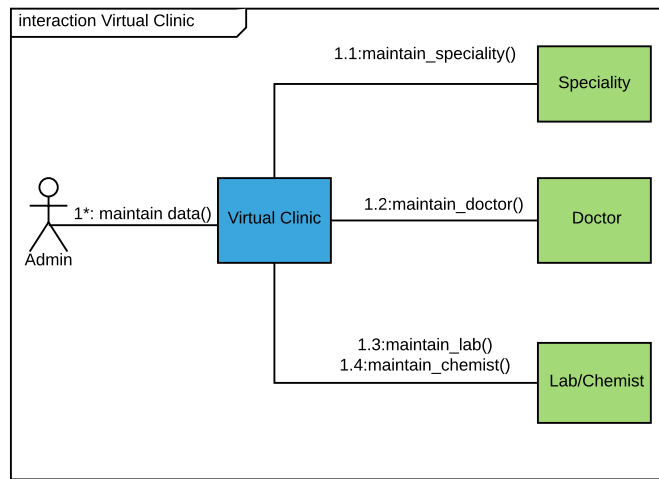 interaction Virtual Clinic
1.1:maintain_speciality()
Speciality
1*: maintain data()
Admin
Virtual Clinic
1.2:maintain_doctor()
Doctor
1.3:maintain_lab()
1.4:maintain_chemist()
Lab/Chemist